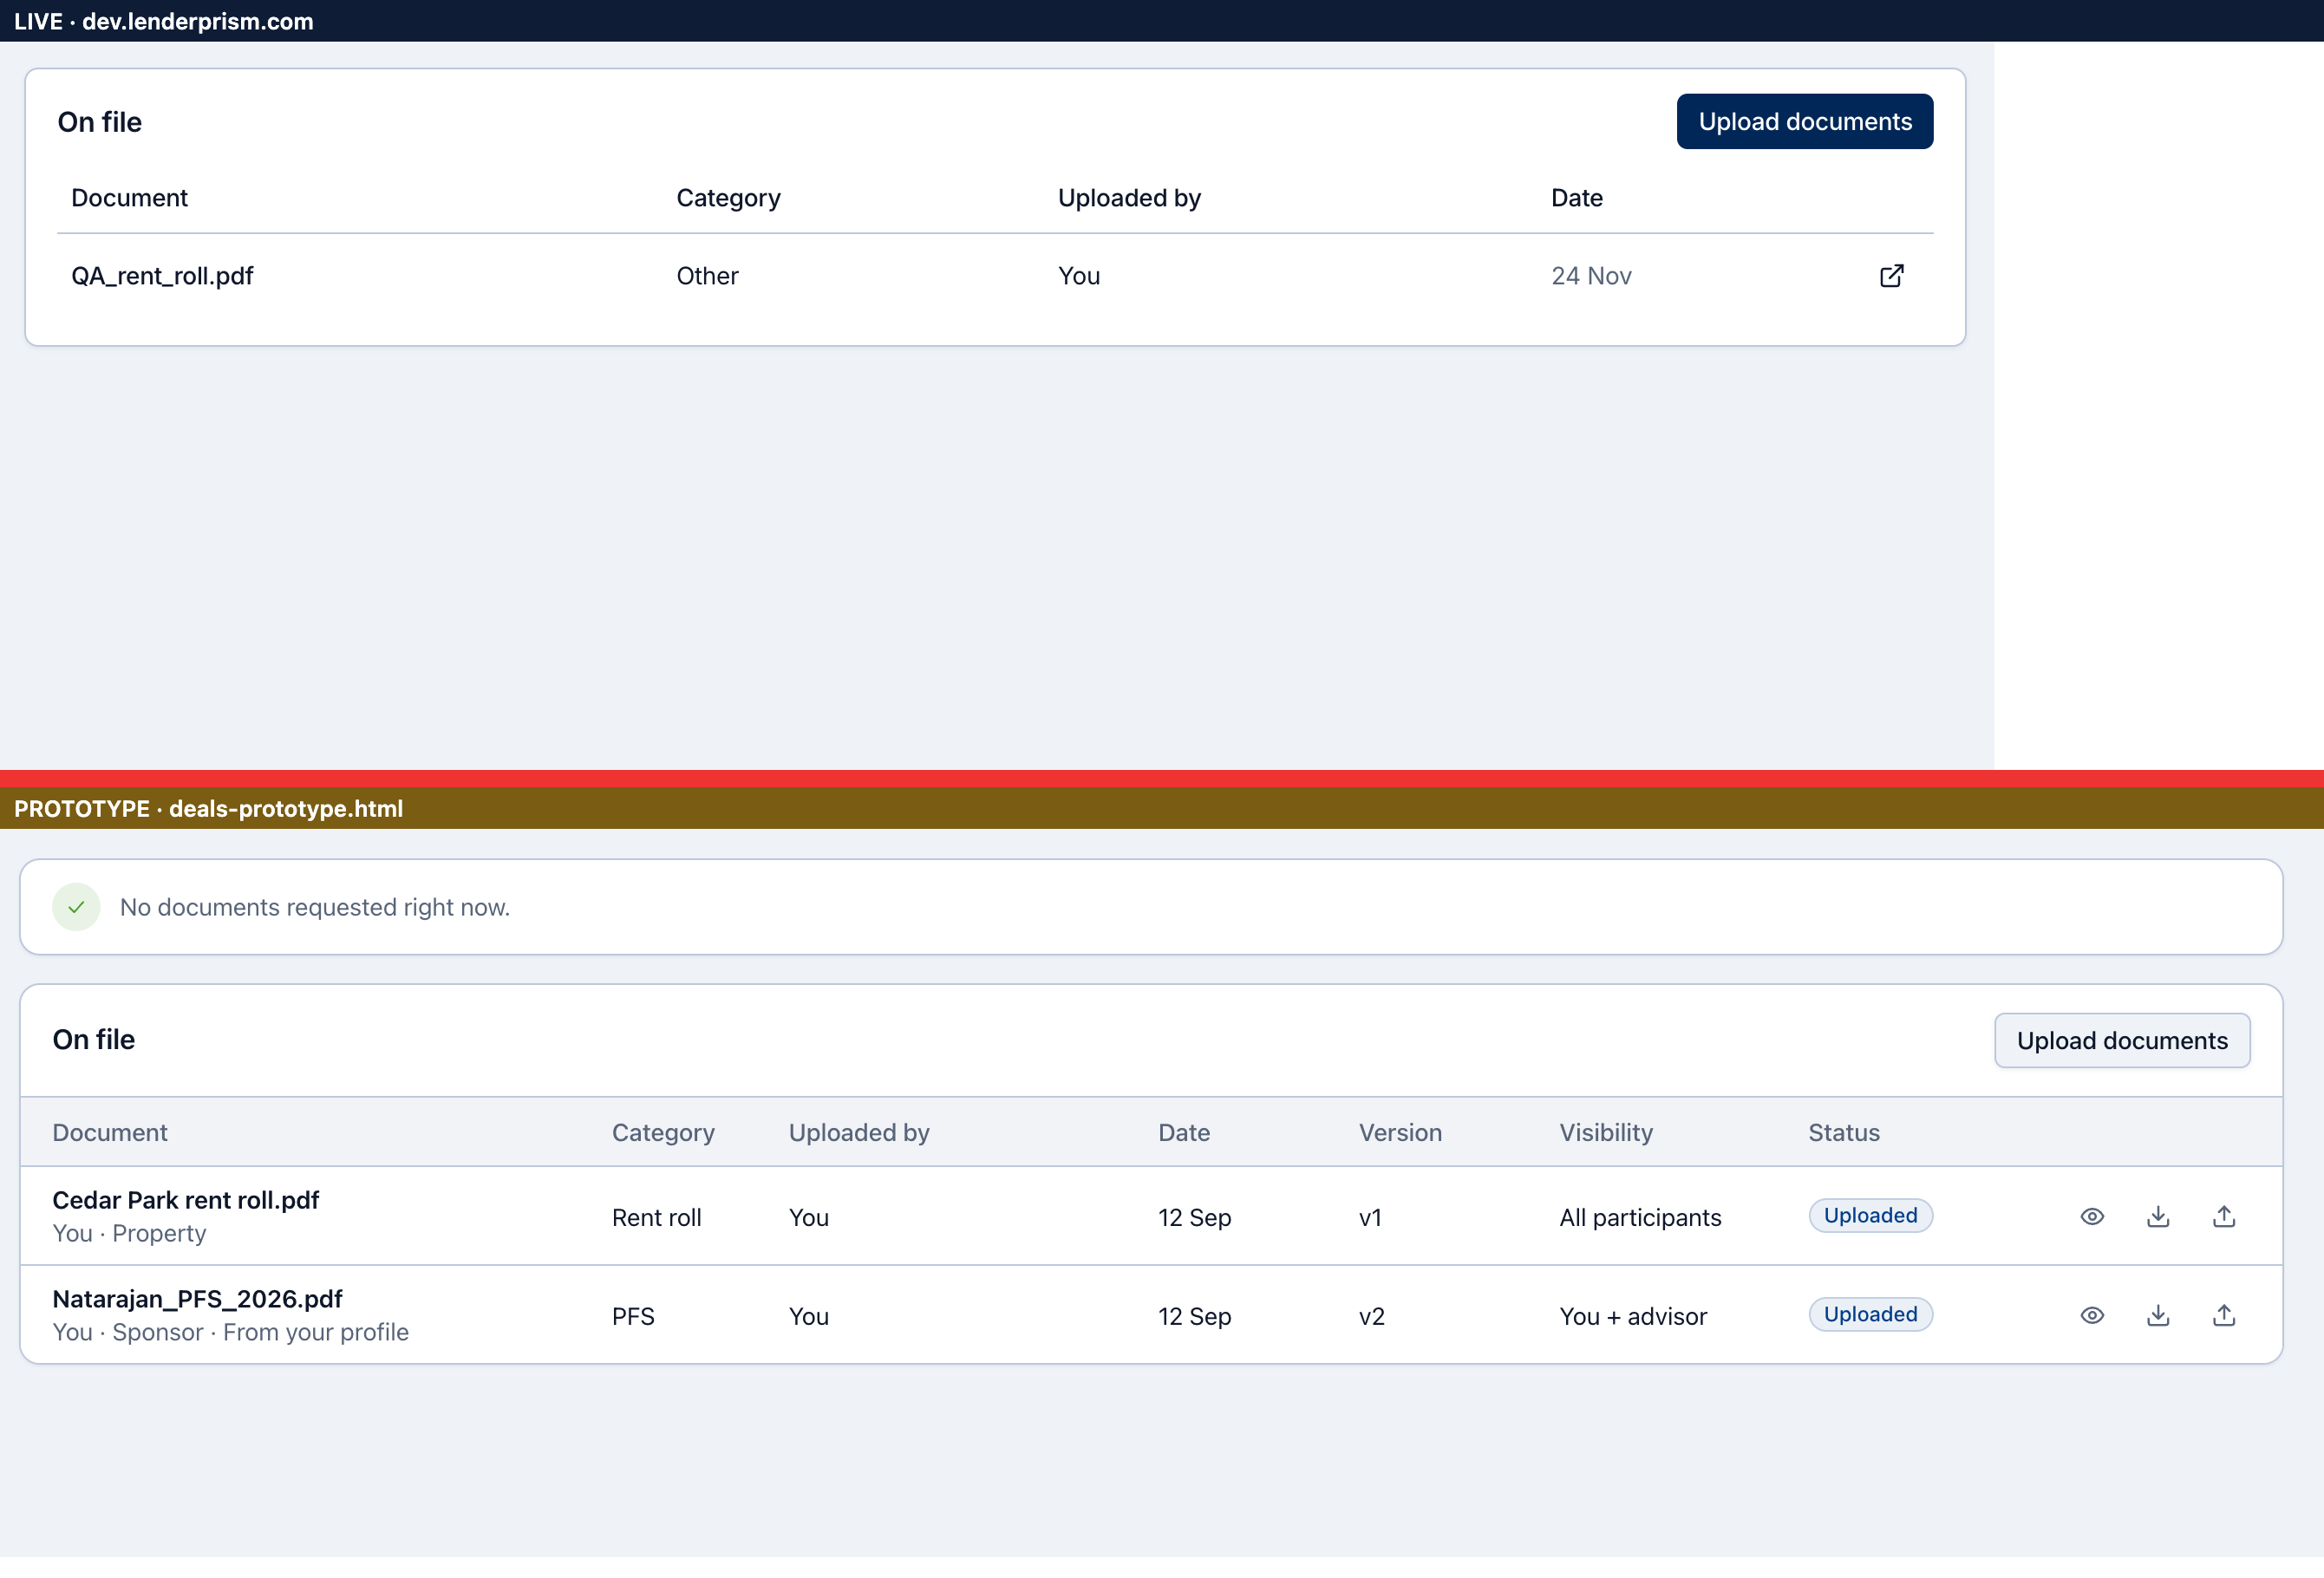 LIVE · dev.lenderprism.com
On file
Upload documents
Document Category Uploaded by Date
QA_rent_roll.pdf Other You 24 Nov
PROTOTYPE · deals-prototype.html
No documents requested right now.
On file
Upload documents
Document Category Uploaded by Date Version Visibility Status
Cedar Park rent roll.pdf
You · Property
Rent roll You 12 Sep v1 All participants Uploaded
Natarajan_PFS_2026.pdf
You · Sponsor · From your profile
PFS You 12 Sep v2 You + advisor Uploaded